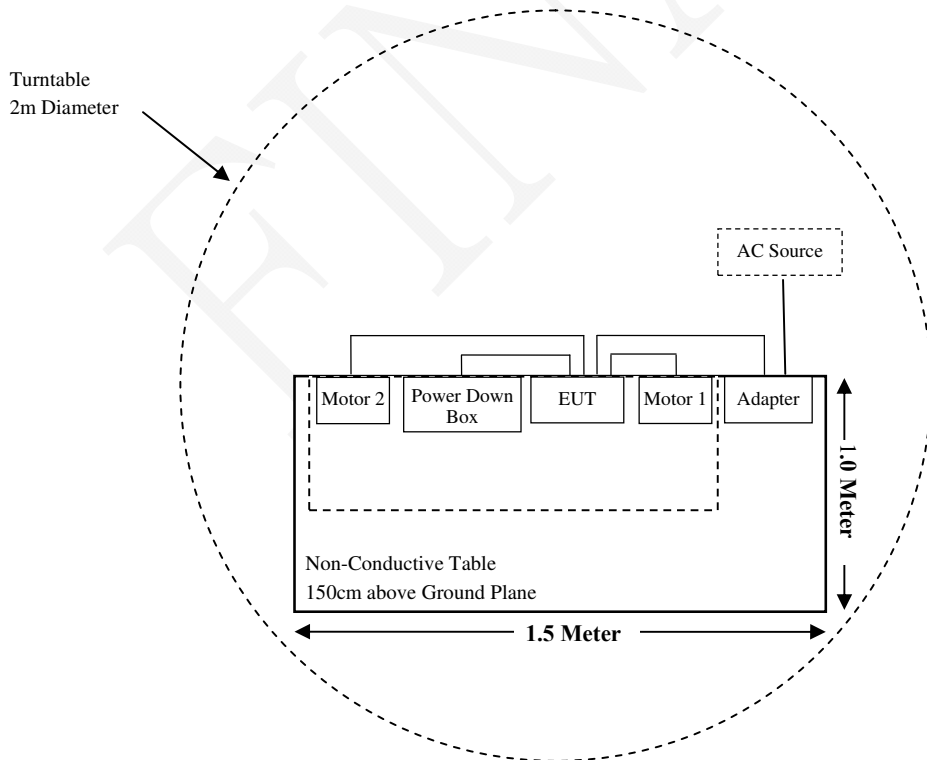 Turntable
2m Diameter
AC Source
Motor 2
Power Down
Box
EUT
Motor 1
Adapter
1.0 Meter
Non-Conductive Table
150cm above Ground Plane
1.5 Meter